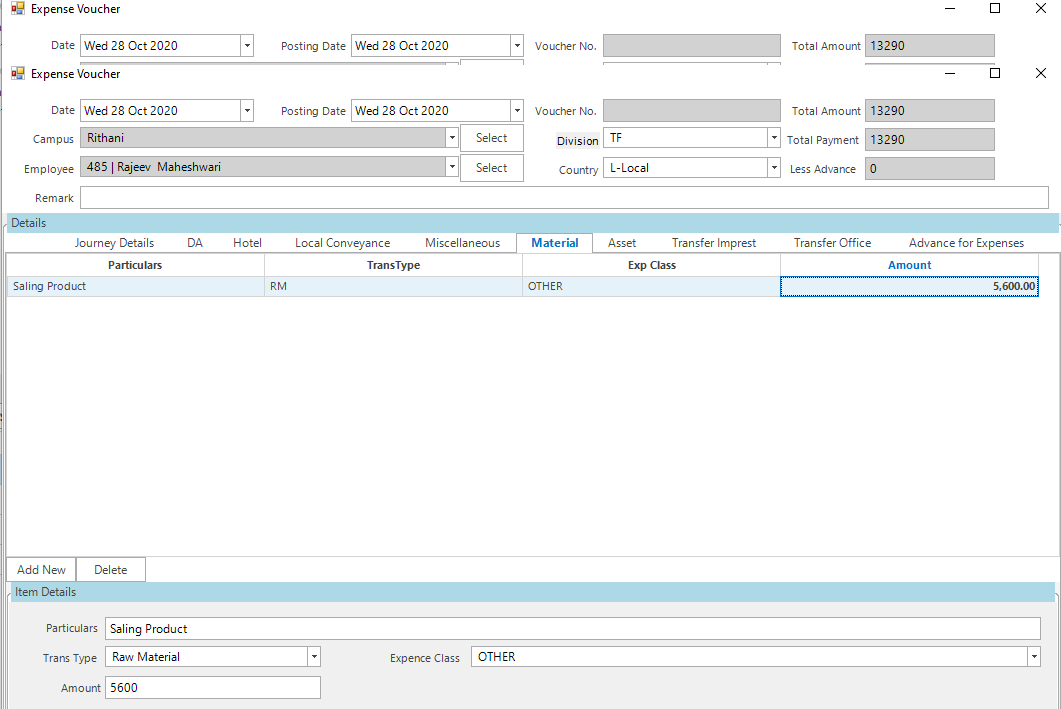 Expense Voucher
Date Wed 28 Oct 2020 Posting Date Wed 28 Oct 2020 Voucher No. Total Amount 13290
Expense Voucher
Date Wed 28 Oct 2020 Posting Date Wed 28 Oct 2020 Voucher No. Total Amount 13290
Campus Rithani Select Division TF Total Payment 13290
Employee 485 | Rajeev Maheshwari Select Country L-Local Less Advance 0
Remark
Details
Journey Details DA Hotel Local Conveyance Miscellaneous Material Asset Transfer Imprest Transfer Office Advance for Expenses
Particulars TransType Exp Class Amount
Saling Product RM OTHER 5,600.00
Add New Delete
Item Details
Particulars Saling Product
Trans Type Raw Material Expence Class OTHER
Amount 5600